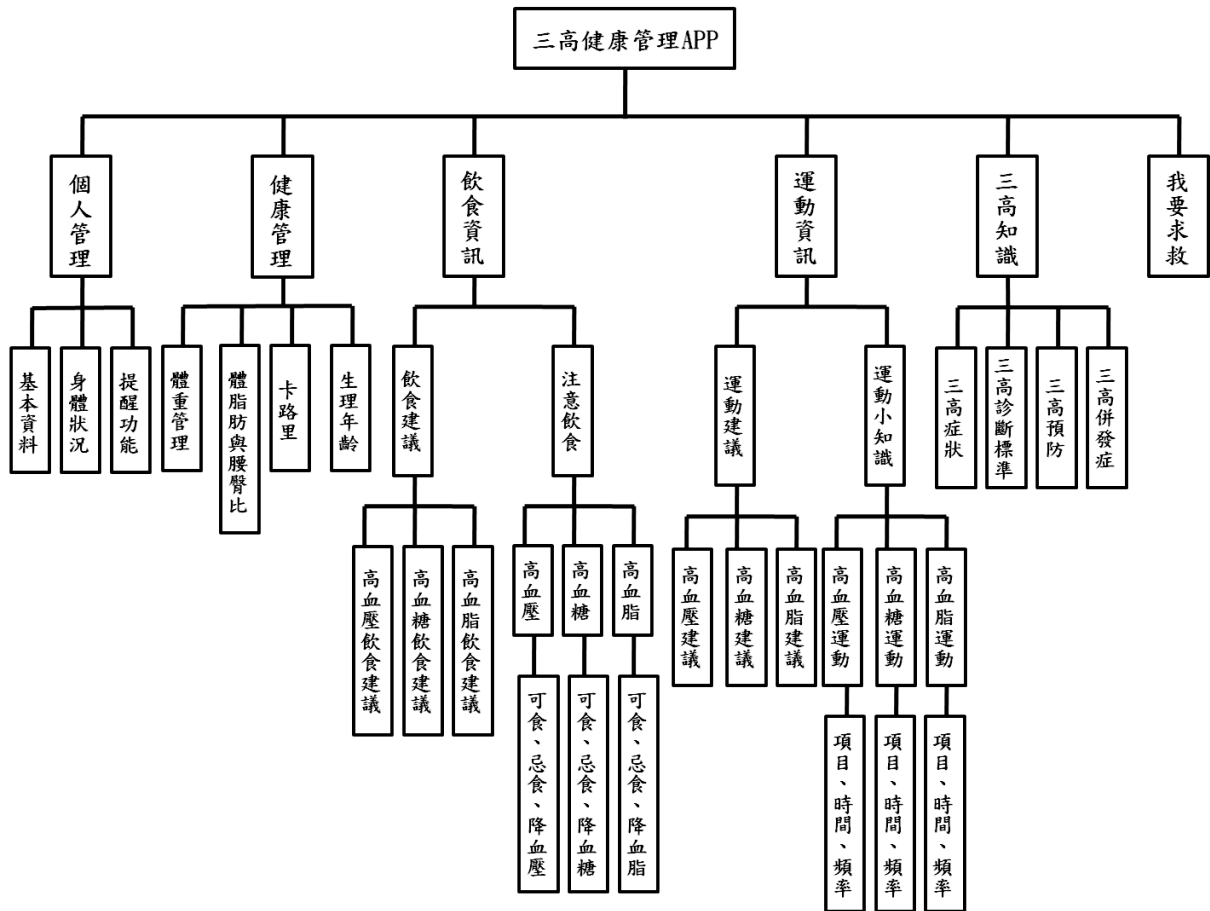 三高健康管理APP
個人管理
健康管理
飲食資訊
運動資訊
三高知識
我要求救
基本資料
身體狀況
提醒功能
體重管理
體脂肪與腰臀比
卡路里
生理年齡
飲食建議
注意飲食
運動建議
運動小知識
三高症狀
三高診斷標準
三高預防
三高併發症
高血壓飲食建議
高血糖飲食建議
高血脂飲食建議
高血壓
高血糖
高血脂
高血壓建議
高血糖建議
高血脂建議
高血壓運動
高血糖運動
高血脂運動
可食、忌食、降血壓
可食、忌食、降血糖
可食、忌食、降血脂
項目、時間、頻率
項目、時間、頻率
項目、時間、頻率